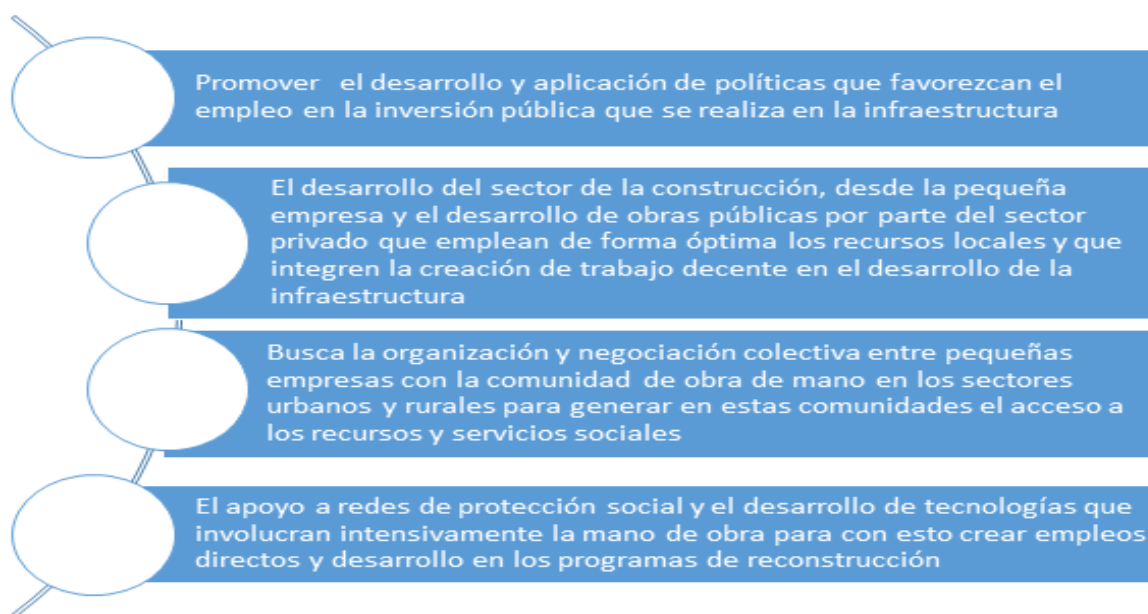 Promover el desarrollo y aplicación de políticas que favorezcan el
empleo en la inversión pública que se realiza en la infraestructura
El desarrollo del sector de la construcción, desde la pequeña
empresa y el desarrollo de obras públicas por parte del sector
privado que emplean de forma óptima los recursos locales y que
integren la creación de trabajo decente en el desarrollo de la
infraestructura
Busca la organización y negociación colectiva entre pequeñas
empresas con la comunidad de obra de mano en los sectores
urbanos y rurales para generar en estas comunidades el acceso a
los recursos y servicios sociales
El apoyo a redes de protección social y el desarrollo de tecnologías que
involucran intensivamente la mano de obra para con esto crear empleos
directos y desarrollo en los programas de reconstrucción